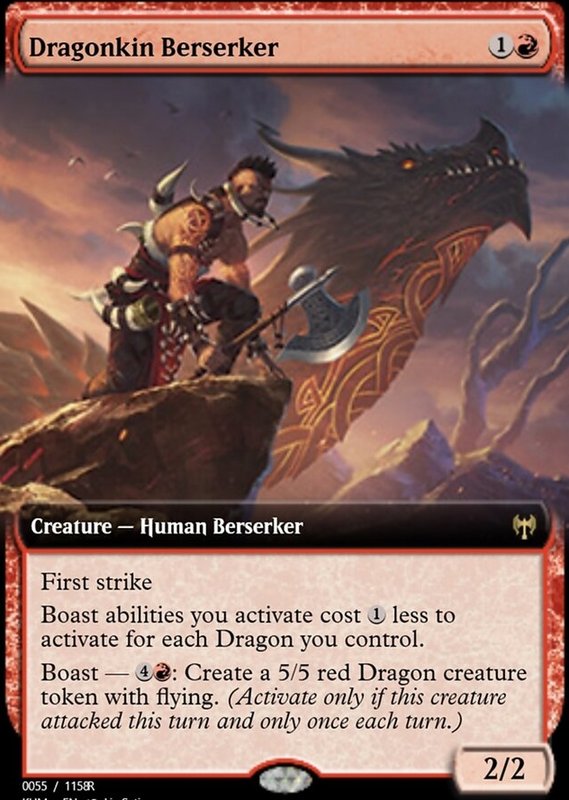 Dragonkin Berserker 1
Creature — Human Berserker
First strike
Boast abilities you activate cost 1 less to
activate for each Dragon you control.
Boast — 4: Create a 5/5 red Dragon creature
token with flying. (Activate only if this creature
attacked this turn and only once each turn.)
2/2
0055 / 1158R